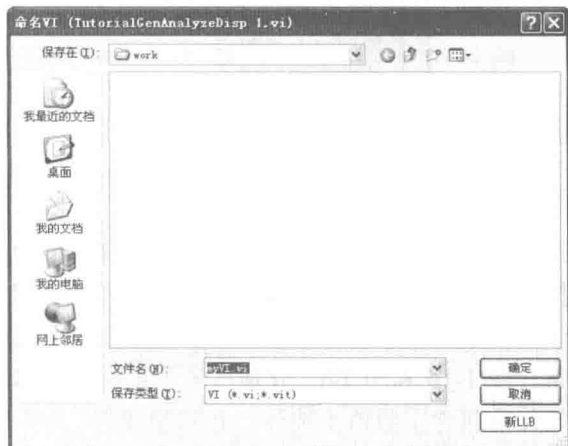 命名VI (TutorialGenAnalyzeDisp 1.vi)
保存在(I): work
我最近的文档
桌面
我的文档
我的电脑
网上邻居
文件名(N): myVI.vi 确定
保存类型(T): VI (*.vi;*.vit) 取消
新LLB